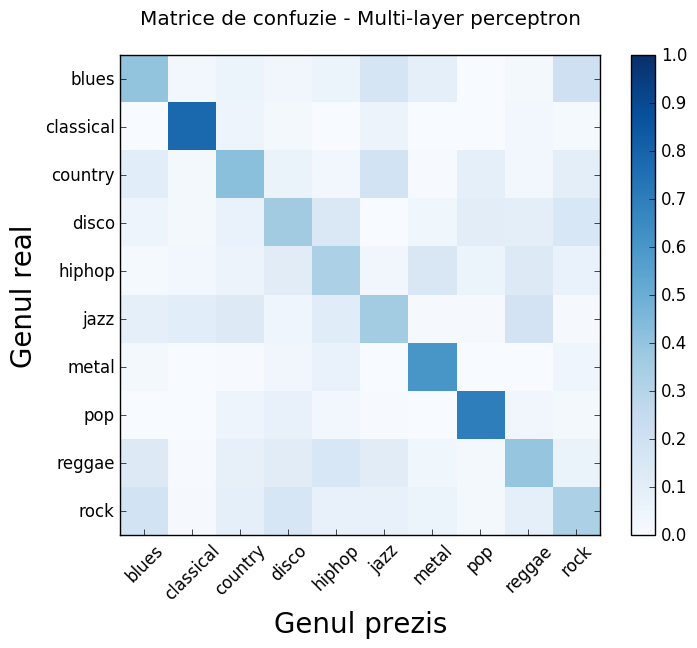 Matrice de confuzie - Multi-layer perceptron
Genul real
blues
classical
country
disco
hiphop
jazz
metal
pop
reggae
rock
blues
classical
country
disco
hiphop
jazz
metal
pop
reggae
rock
Genul prezis
1.0
0.9
0.8
0.7
0.6
0.5
0.4
0.3
0.2
0.1
0.0